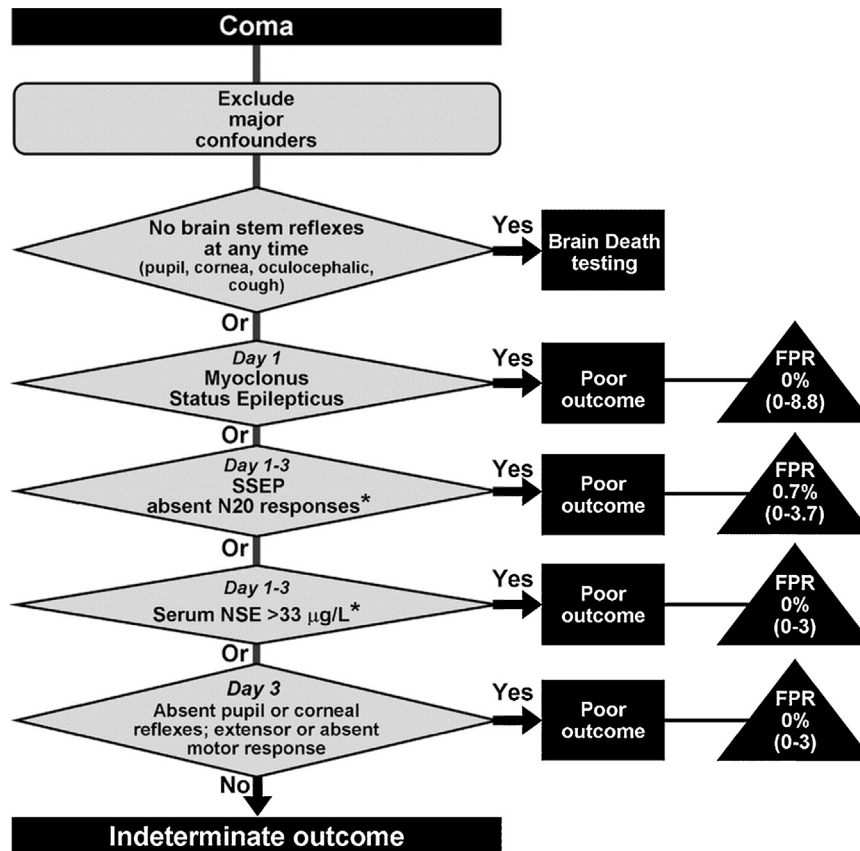 Coma
Exclude
major
confounders
No brain stem reflexes
at any time
(pupil, cornea, oculocephalic,
cough)
Yes
Brain Death
testing
Or
Day 1
Myoclonus
Status Epilepticus
Yes
Poor
outcome
FPR
0%
(0-8.8)
Or
Day 1-3
SSEP
absent N20 responses*
Yes
Poor
outcome
FPR
0.7%
(0-3.7)
Or
Day 1-3
Serum NSE >33 μg/L*
Yes
Poor
outcome
FPR
0%
(0-3)
Or
Day 3
Absent pupil or corneal
reflexes; extensor or absent
motor response
Yes
Poor
outcome
FPR
0%
(0-3)
No
Indeterminate outcome